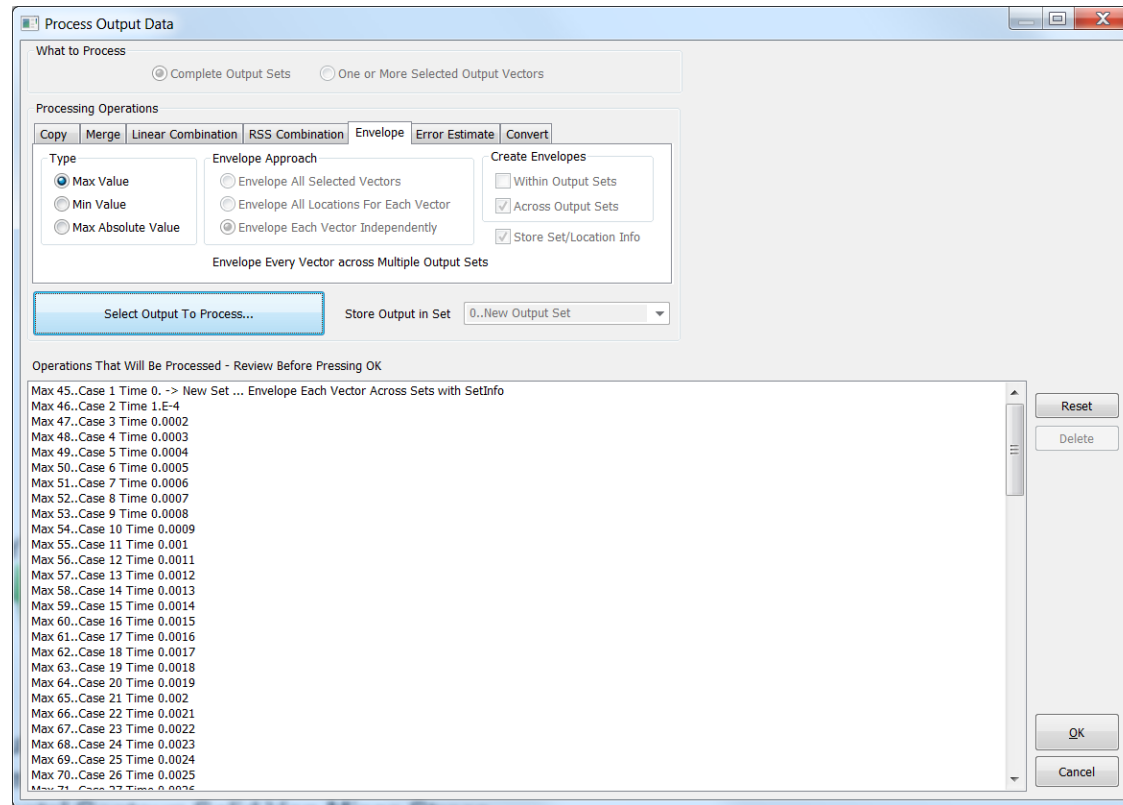 Process Output Data
What to Process
Complete Output Sets
One or More Selected Output Vectors
Processing Operations
Copy
Merge
Linear Combination
RSS Combination
Envelope
Error Estimate
Convert
Type
Max Value
Min Value
Max Absolute Value
Envelope Approach
Envelope All Selected Vectors
Envelope All Locations For Each Vector
Envelope Each Vector Independently
Create Envelopes
Within Output Sets
Across Output Sets
Store Set/Location Info
Envelope Every Vector across Multiple Output Sets
Select Output To Process...
Store Output in Set
0..New Output Set
Operations That Will Be Processed - Review Before Pressing OK
Max 45..Case 1 Time 0. -> New Set ... Envelope Each Vector Across Sets with SetInfo
Max 46..Case 2 Time 1.E-4
Max 47..Case 3 Time 0.0002
Max 48..Case 4 Time 0.0003
Max 49..Case 5 Time 0.0004
Max 50..Case 6 Time 0.0005
Max 51..Case 7 Time 0.0006
Max 52..Case 8 Time 0.0007
Max 53..Case 9 Time 0.0008
Max 54..Case 10 Time 0.0009
Max 55..Case 11 Time 0.001
Max 56..Case 12 Time 0.0011
Max 57..Case 13 Time 0.0012
Max 58..Case 14 Time 0.0013
Max 59..Case 15 Time 0.0014
Max 60..Case 16 Time 0.0015
Max 61..Case 17 Time 0.0016
Max 62..Case 18 Time 0.0017
Max 63..Case 19 Time 0.0018
Max 64..Case 20 Time 0.0019
Max 65..Case 21 Time 0.002
Max 66..Case 22 Time 0.0021
Max 67..Case 23 Time 0.0022
Max 68..Case 24 Time 0.0023
Max 69..Case 25 Time 0.0024
Max 70..Case 26 Time 0.0025
Max 71..Case 27 Time 0.0026
Reset
Delete
OK
Cancel